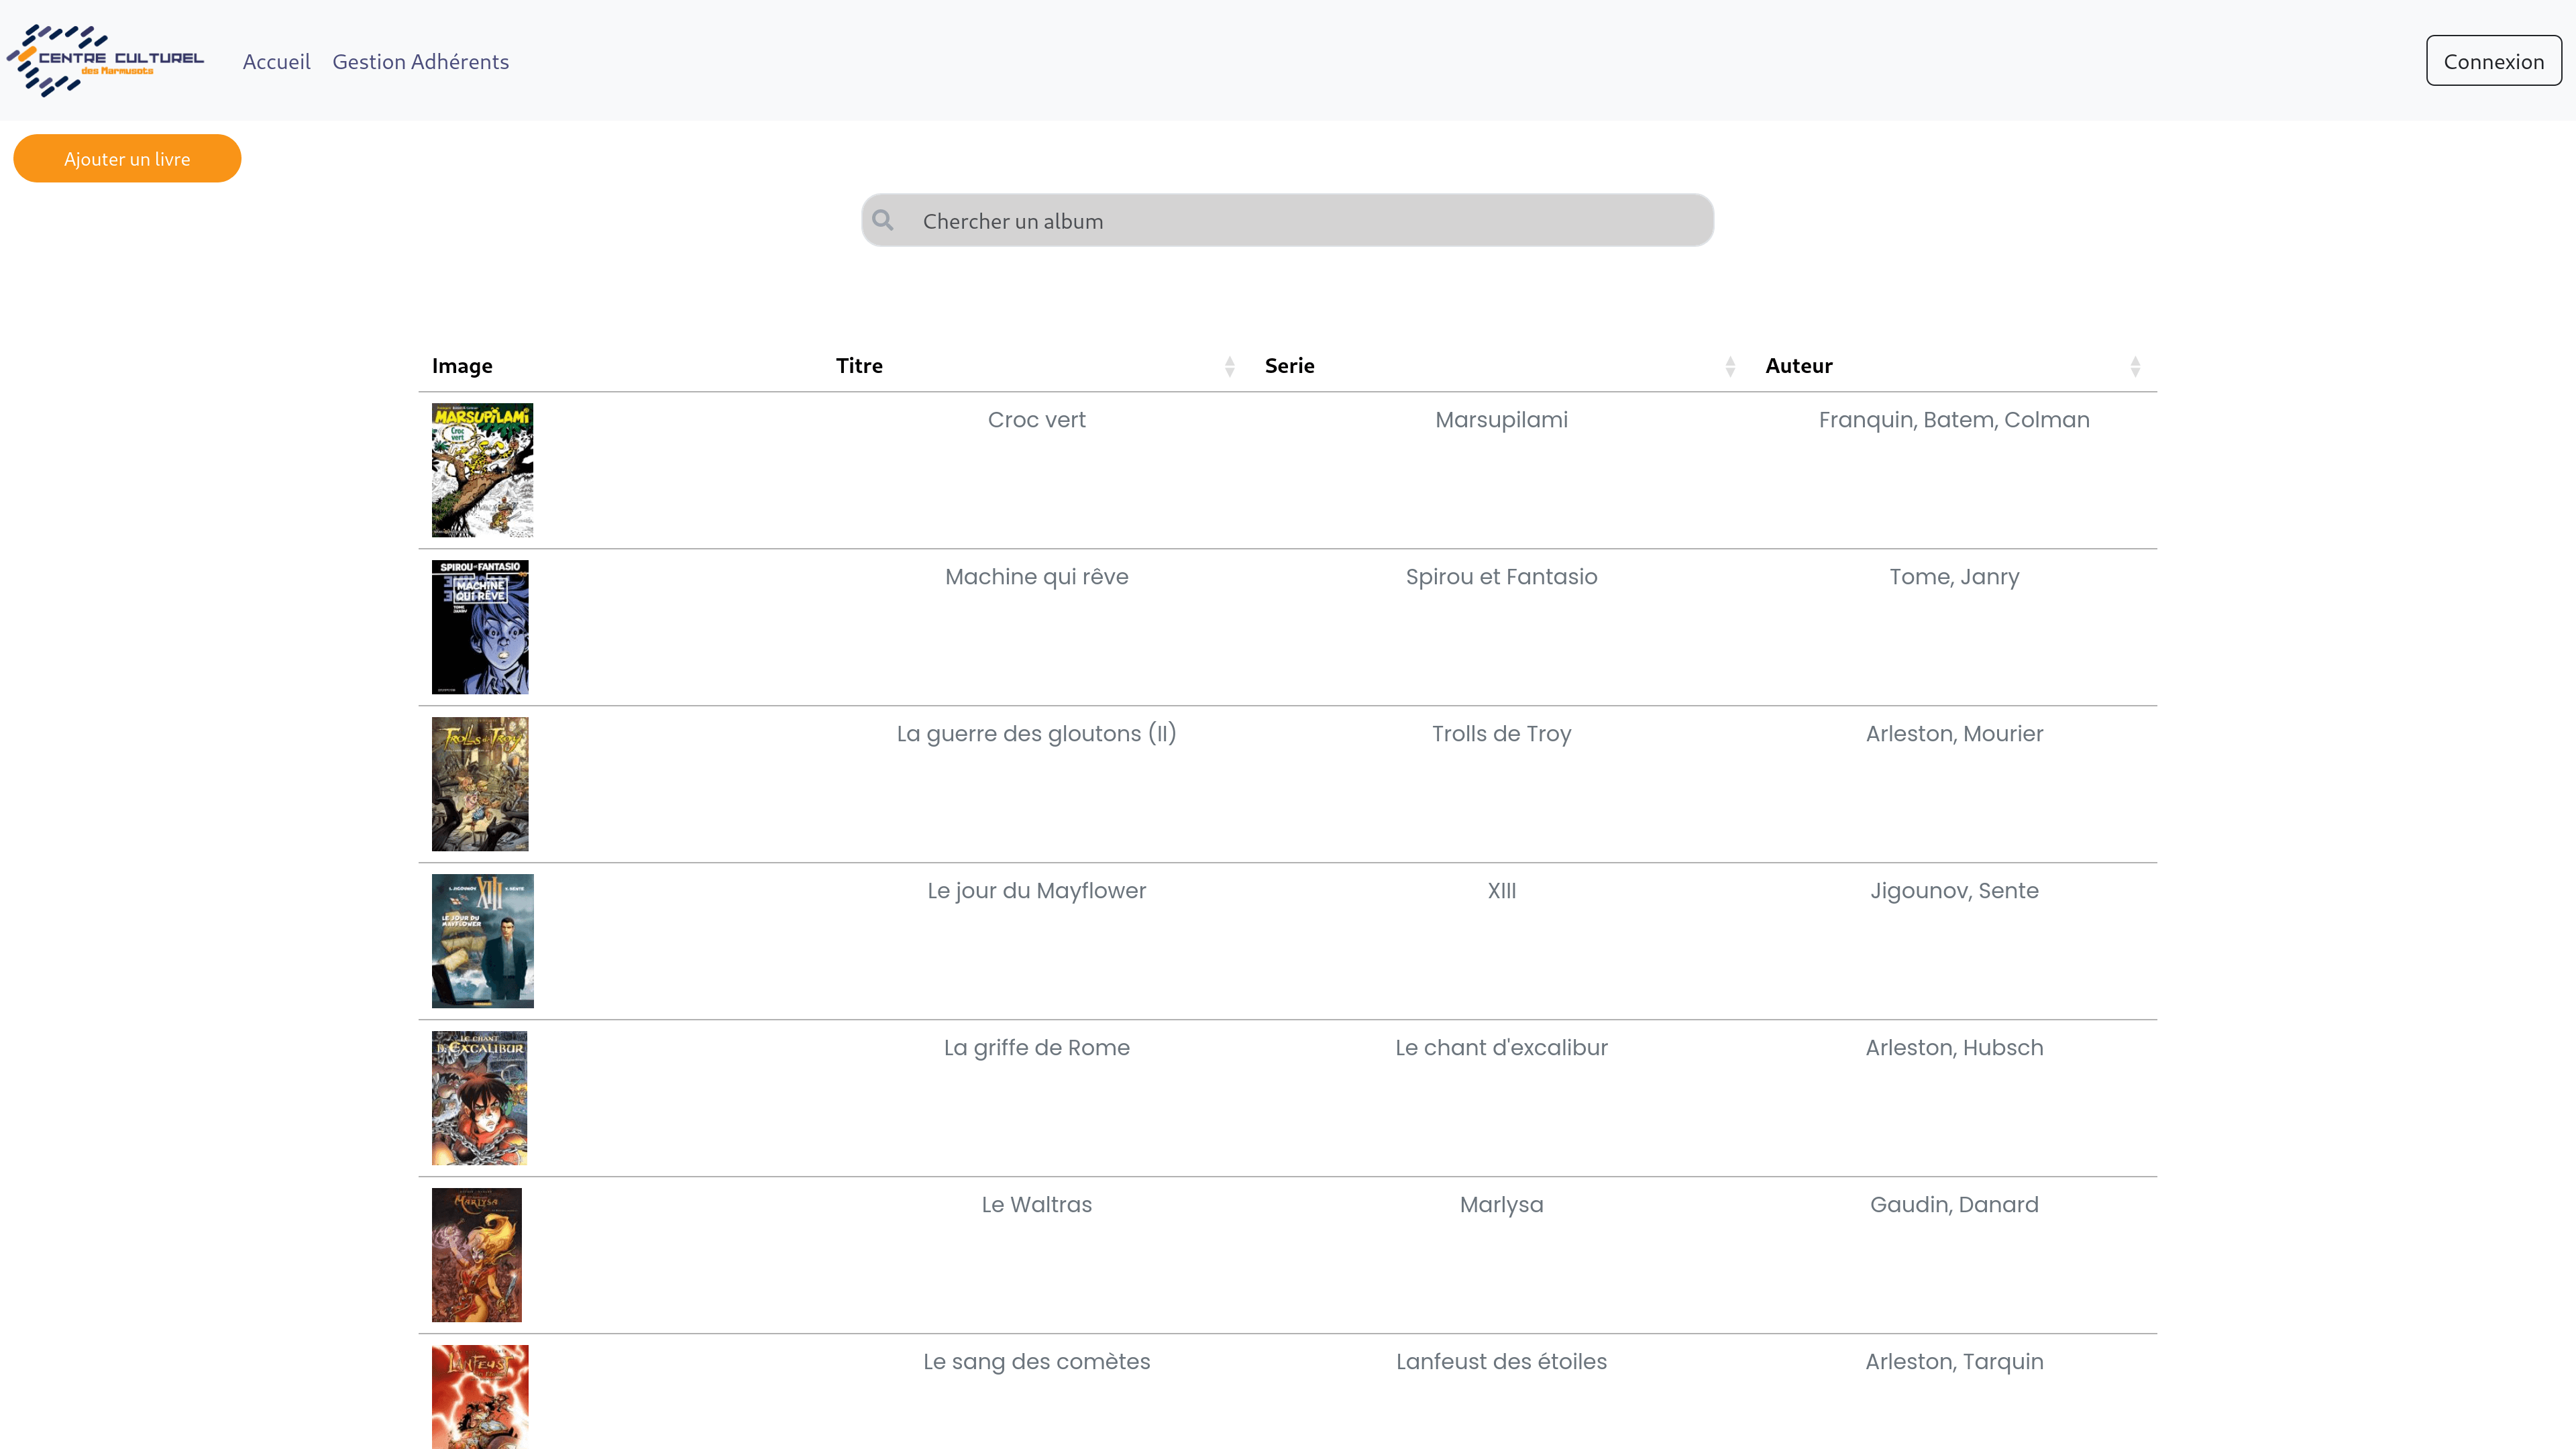 CENTRE CULTUREL
des Marmusots
Accueil Gestion Adhérents Connexion
Ajouter un livre
Chercher un album
Image Titre Serie Auteur
MARSUPILAMI
Croc vert
Croc vert Marsupilami Franquin, Batem, Colman
SPIROU-FANTASIO
MACHINE
QUI RÊVE
TOME
JANRY
Machine qui rêve Spirou et Fantasio Tome, Janry
Trolls de Troy
La guerre des gloutons (II) Trolls de Troy Arleston, Mourier
I. JIGOUNOV XIII Y. SENTE
LE JOUR DU
MAYFLOWER
Le jour du Mayflower XIII Jigounov, Sente
LE CHANT
D'EXCALIBUR
La griffe de Rome Le chant d'excalibur Arleston, Hubsch
MARLYSA
Le Waltras Marlysa Gaudin, Danard
LANFEUST
Le sang des comètes Lanfeust des étoiles Arleston, Tarquin